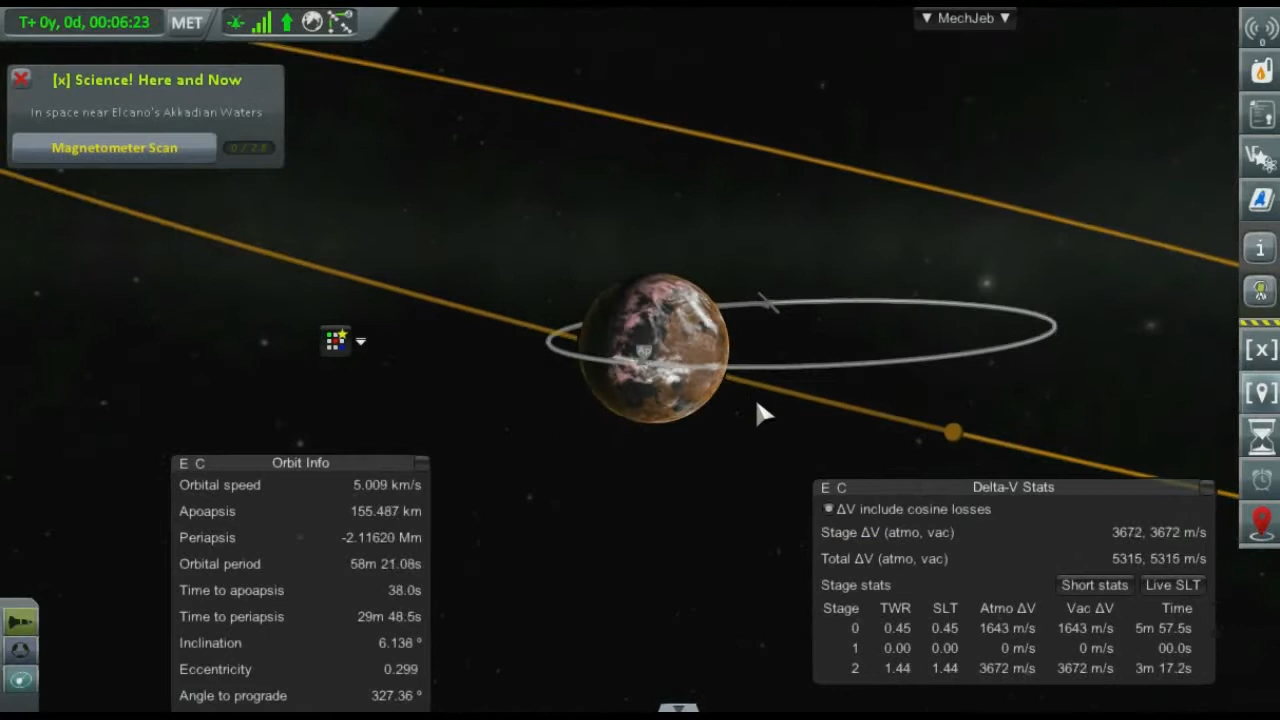 T+ 0y, 0d, 00:06:23 MET
▼ MechJeb ▼
[x] Science! Here and Now
In space near Elcano's Akkadian Waters
Magnetometer Scan 0 / 2.8
E C Orbit Info
Orbital speed 5.009 km/s
Apoapsis 155.487 km
Periapsis -2.11620 Mm
Orbital period 58m 21.08s
Time to apoapsis 38.0s
Time to periapsis 29m 48.5s
Inclination 6.136 °
Eccentricity 0.299
Angle to prograde 327.36 °
E C Delta-V Stats
ΔV include cosine losses
Stage ΔV (atmo, vac) 3672, 3672 m/s
Total ΔV (atmo, vac) 5315, 5315 m/s
Stage stats Short stats Live SLT
Stage TWR SLT Atmo ΔV Vac ΔV Time
0 0.45 0.45 1643 m/s 1643 m/s 5m 57.5s
1 0.00 0.00 0 m/s 0 m/s 00.0s
2 1.44 1.44 3672 m/s 3672 m/s 3m 17.2s
0
i
[x]